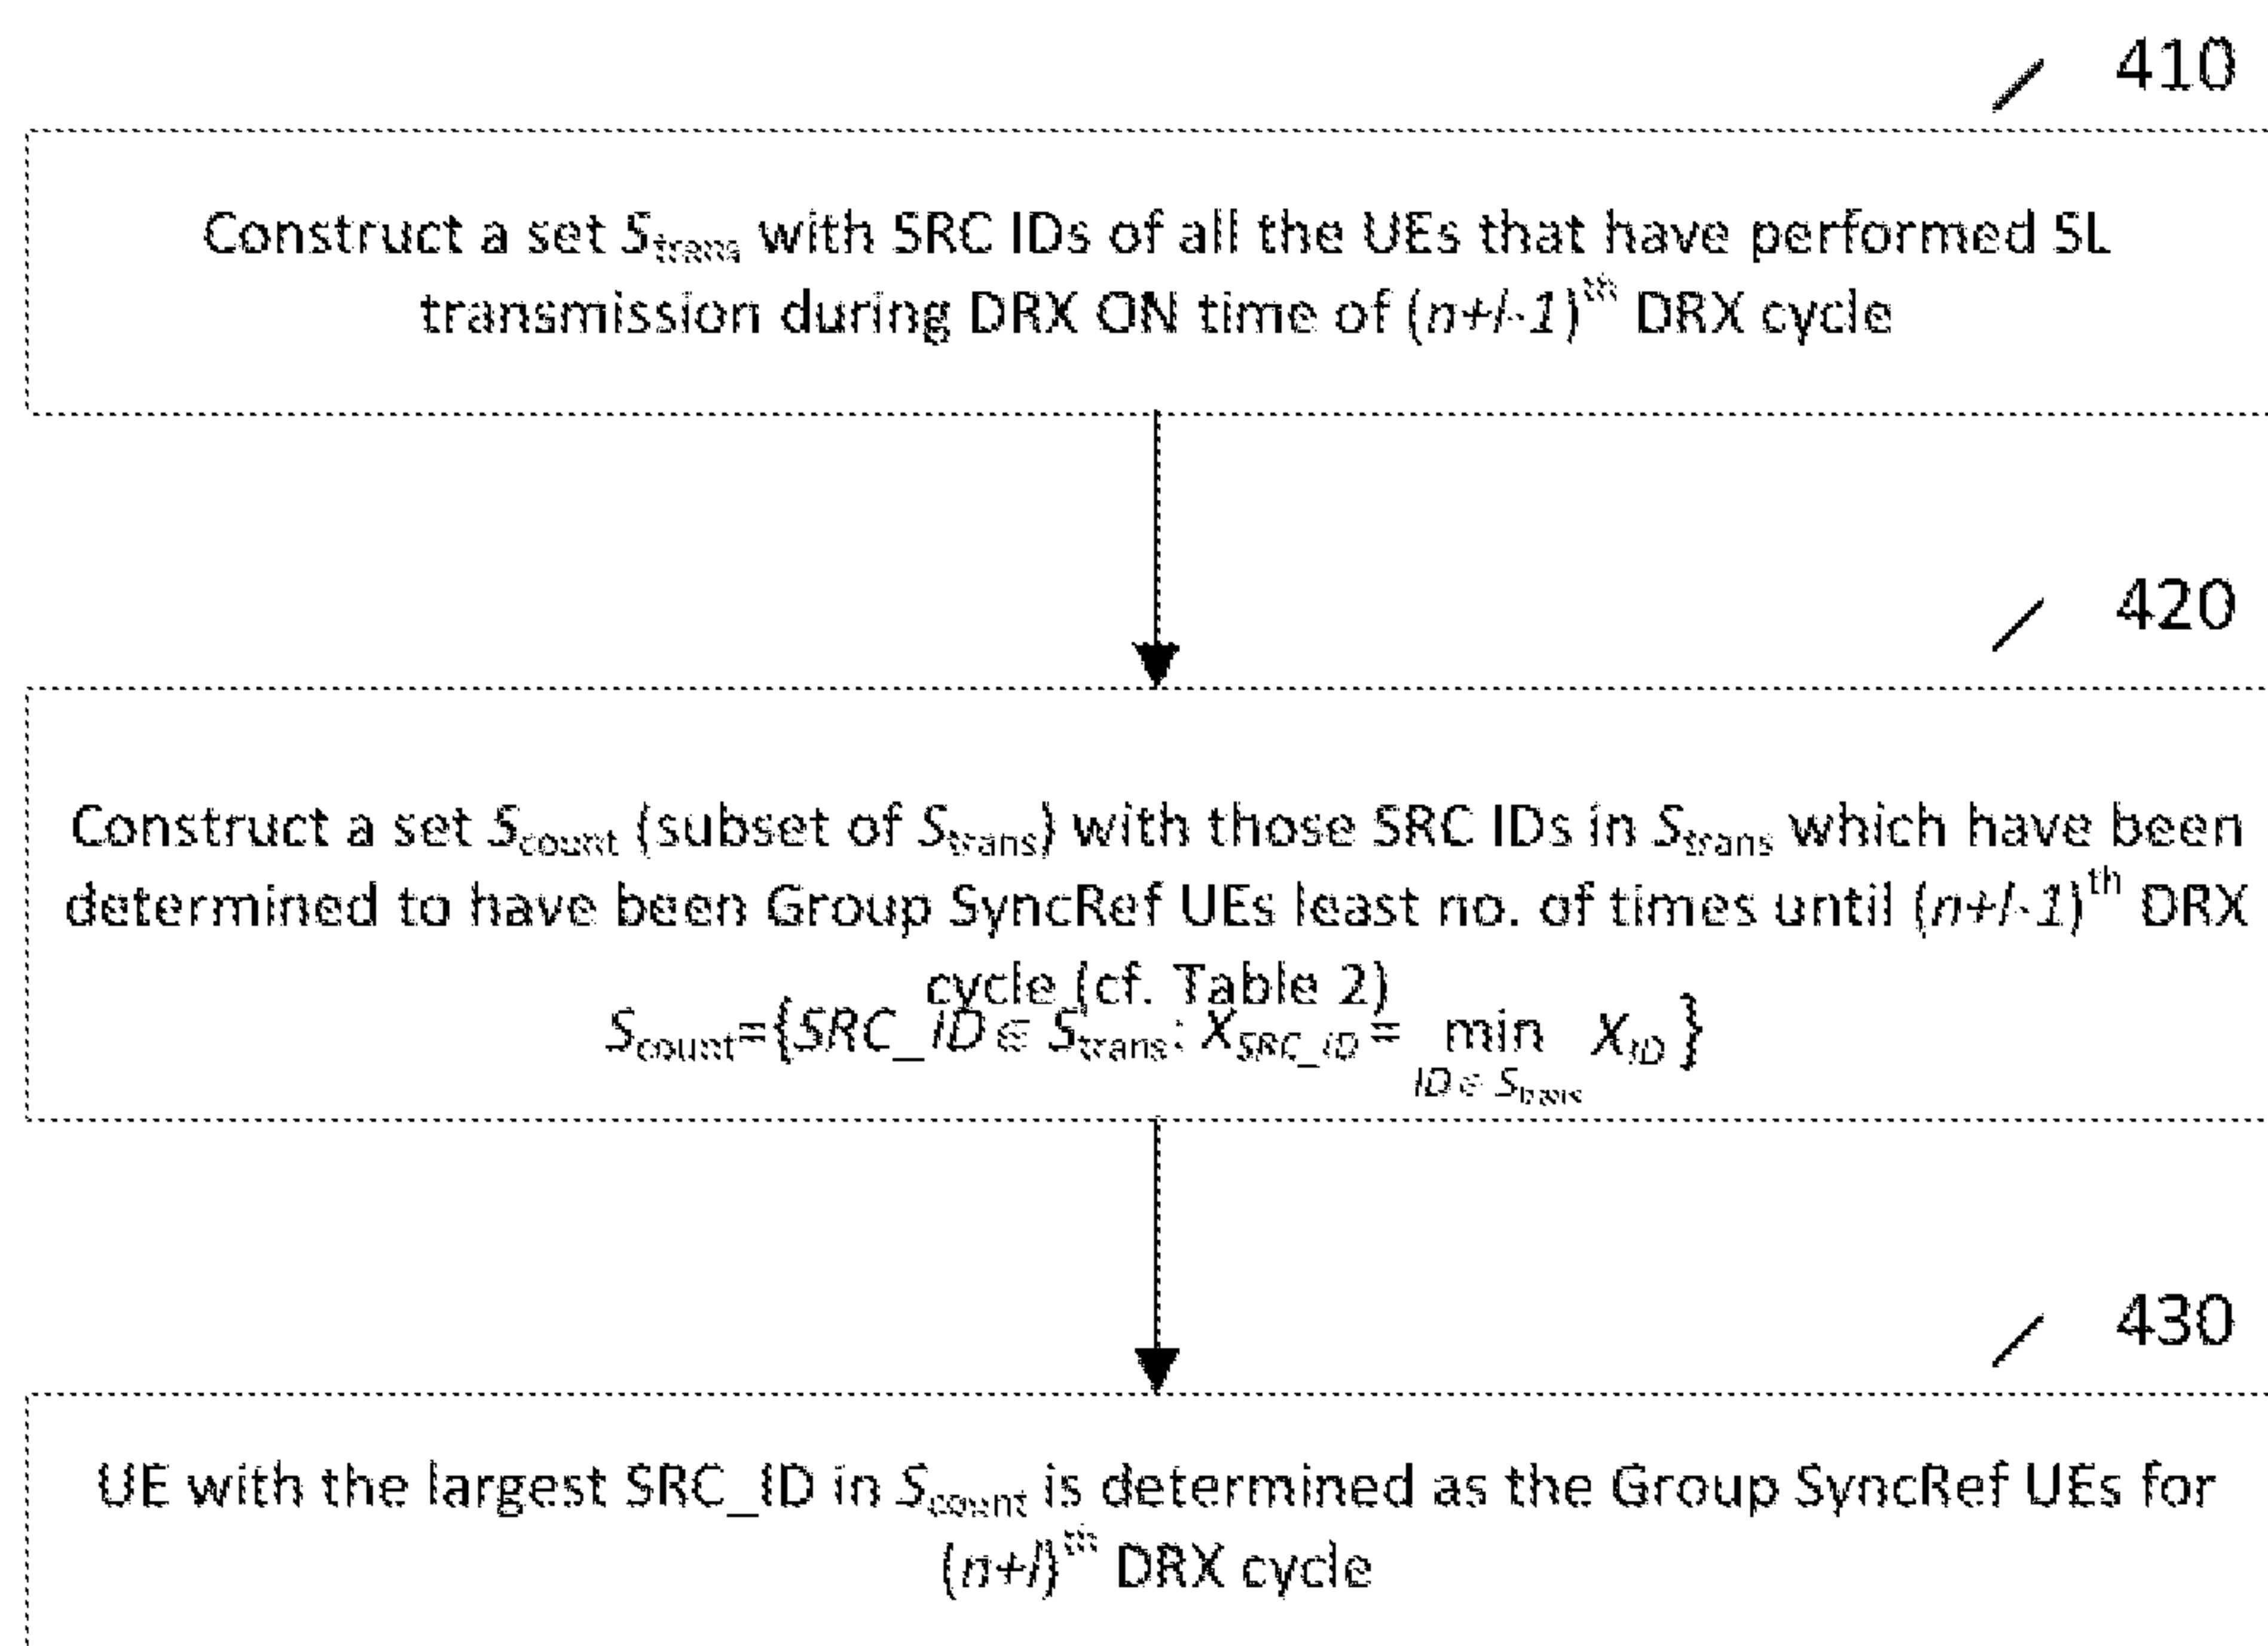 410
Construct a set S_trans with SRC IDs of all the UEs that have performed SL
transmission during DRX ON time of (n+l-1)^th DRX cycle
420
Construct a set S_count (subset of S_trans) with those SRC IDs in S_trans which have been
determined to have been Group SyncRef UEs least no. of times until (n+l-1)^th DRX
cycle (cf. Table 2)
S_count={SRC_ID ∈ S_trans: X_SRC_ID = min X_ID}
ID ∈ S_trans
430
UE with the largest SRC_ID in S_count is determined as the Group SyncRef UEs for
(n+l)^th DRX cycle